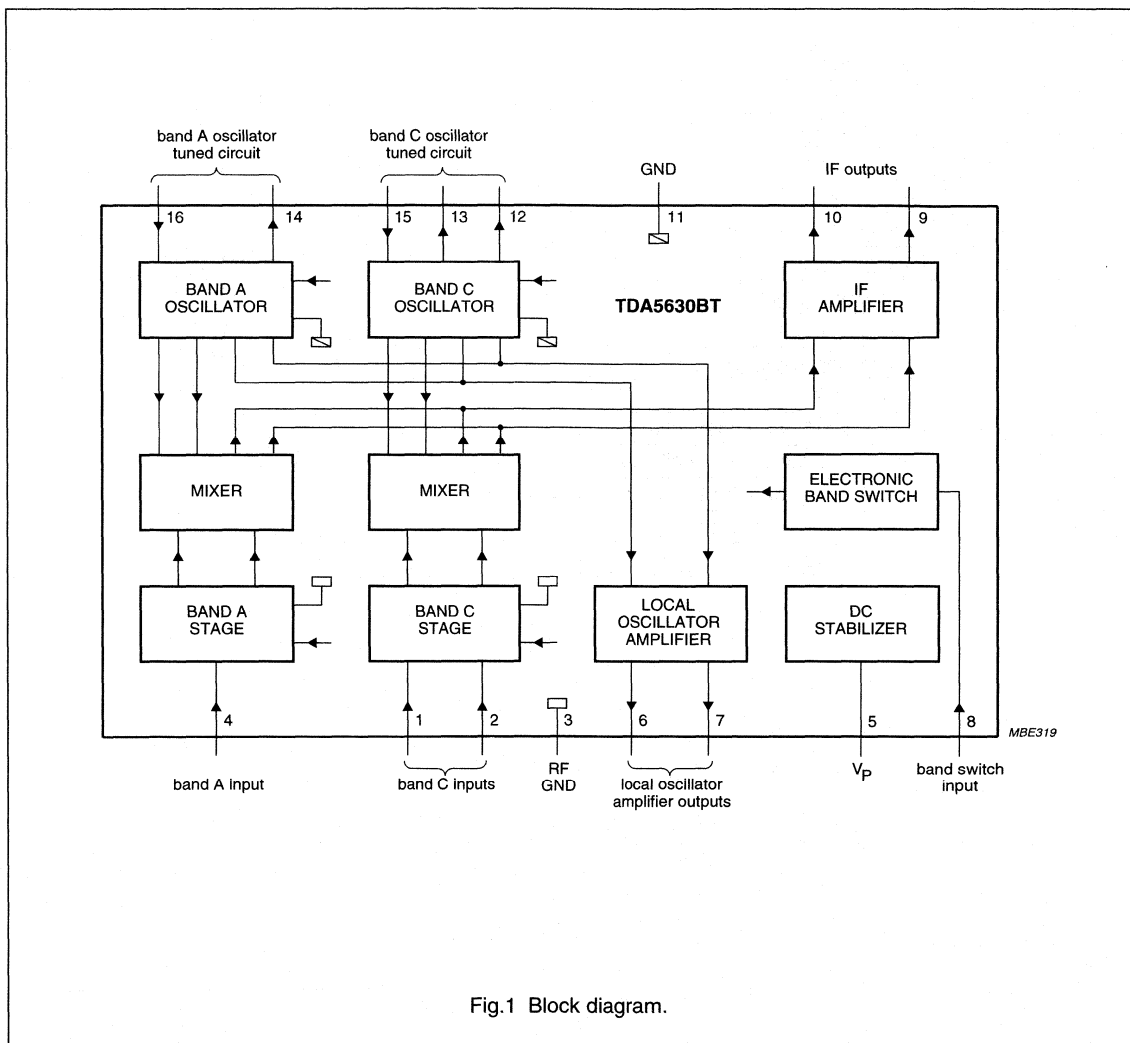 band A oscillator
tuned circuit
band C oscillator
tuned circuit
GND
IF outputs
16
14
15
13
12
11
10
9
BAND A
OSCILLATOR
BAND C
OSCILLATOR
TDA5630BT
IF
AMPLIFIER
MIXER
MIXER
ELECTRONIC
BAND SWITCH
BAND A
STAGE
BAND C
STAGE
LOCAL
OSCILLATOR
AMPLIFIER
DC
STABILIZER
4
1
2
3
6
7
5
8
MBE319
band A input
band C inputs
RF
GND
local oscillator
amplifier outputs
VP
band switch
input
Fig.1 Block diagram.